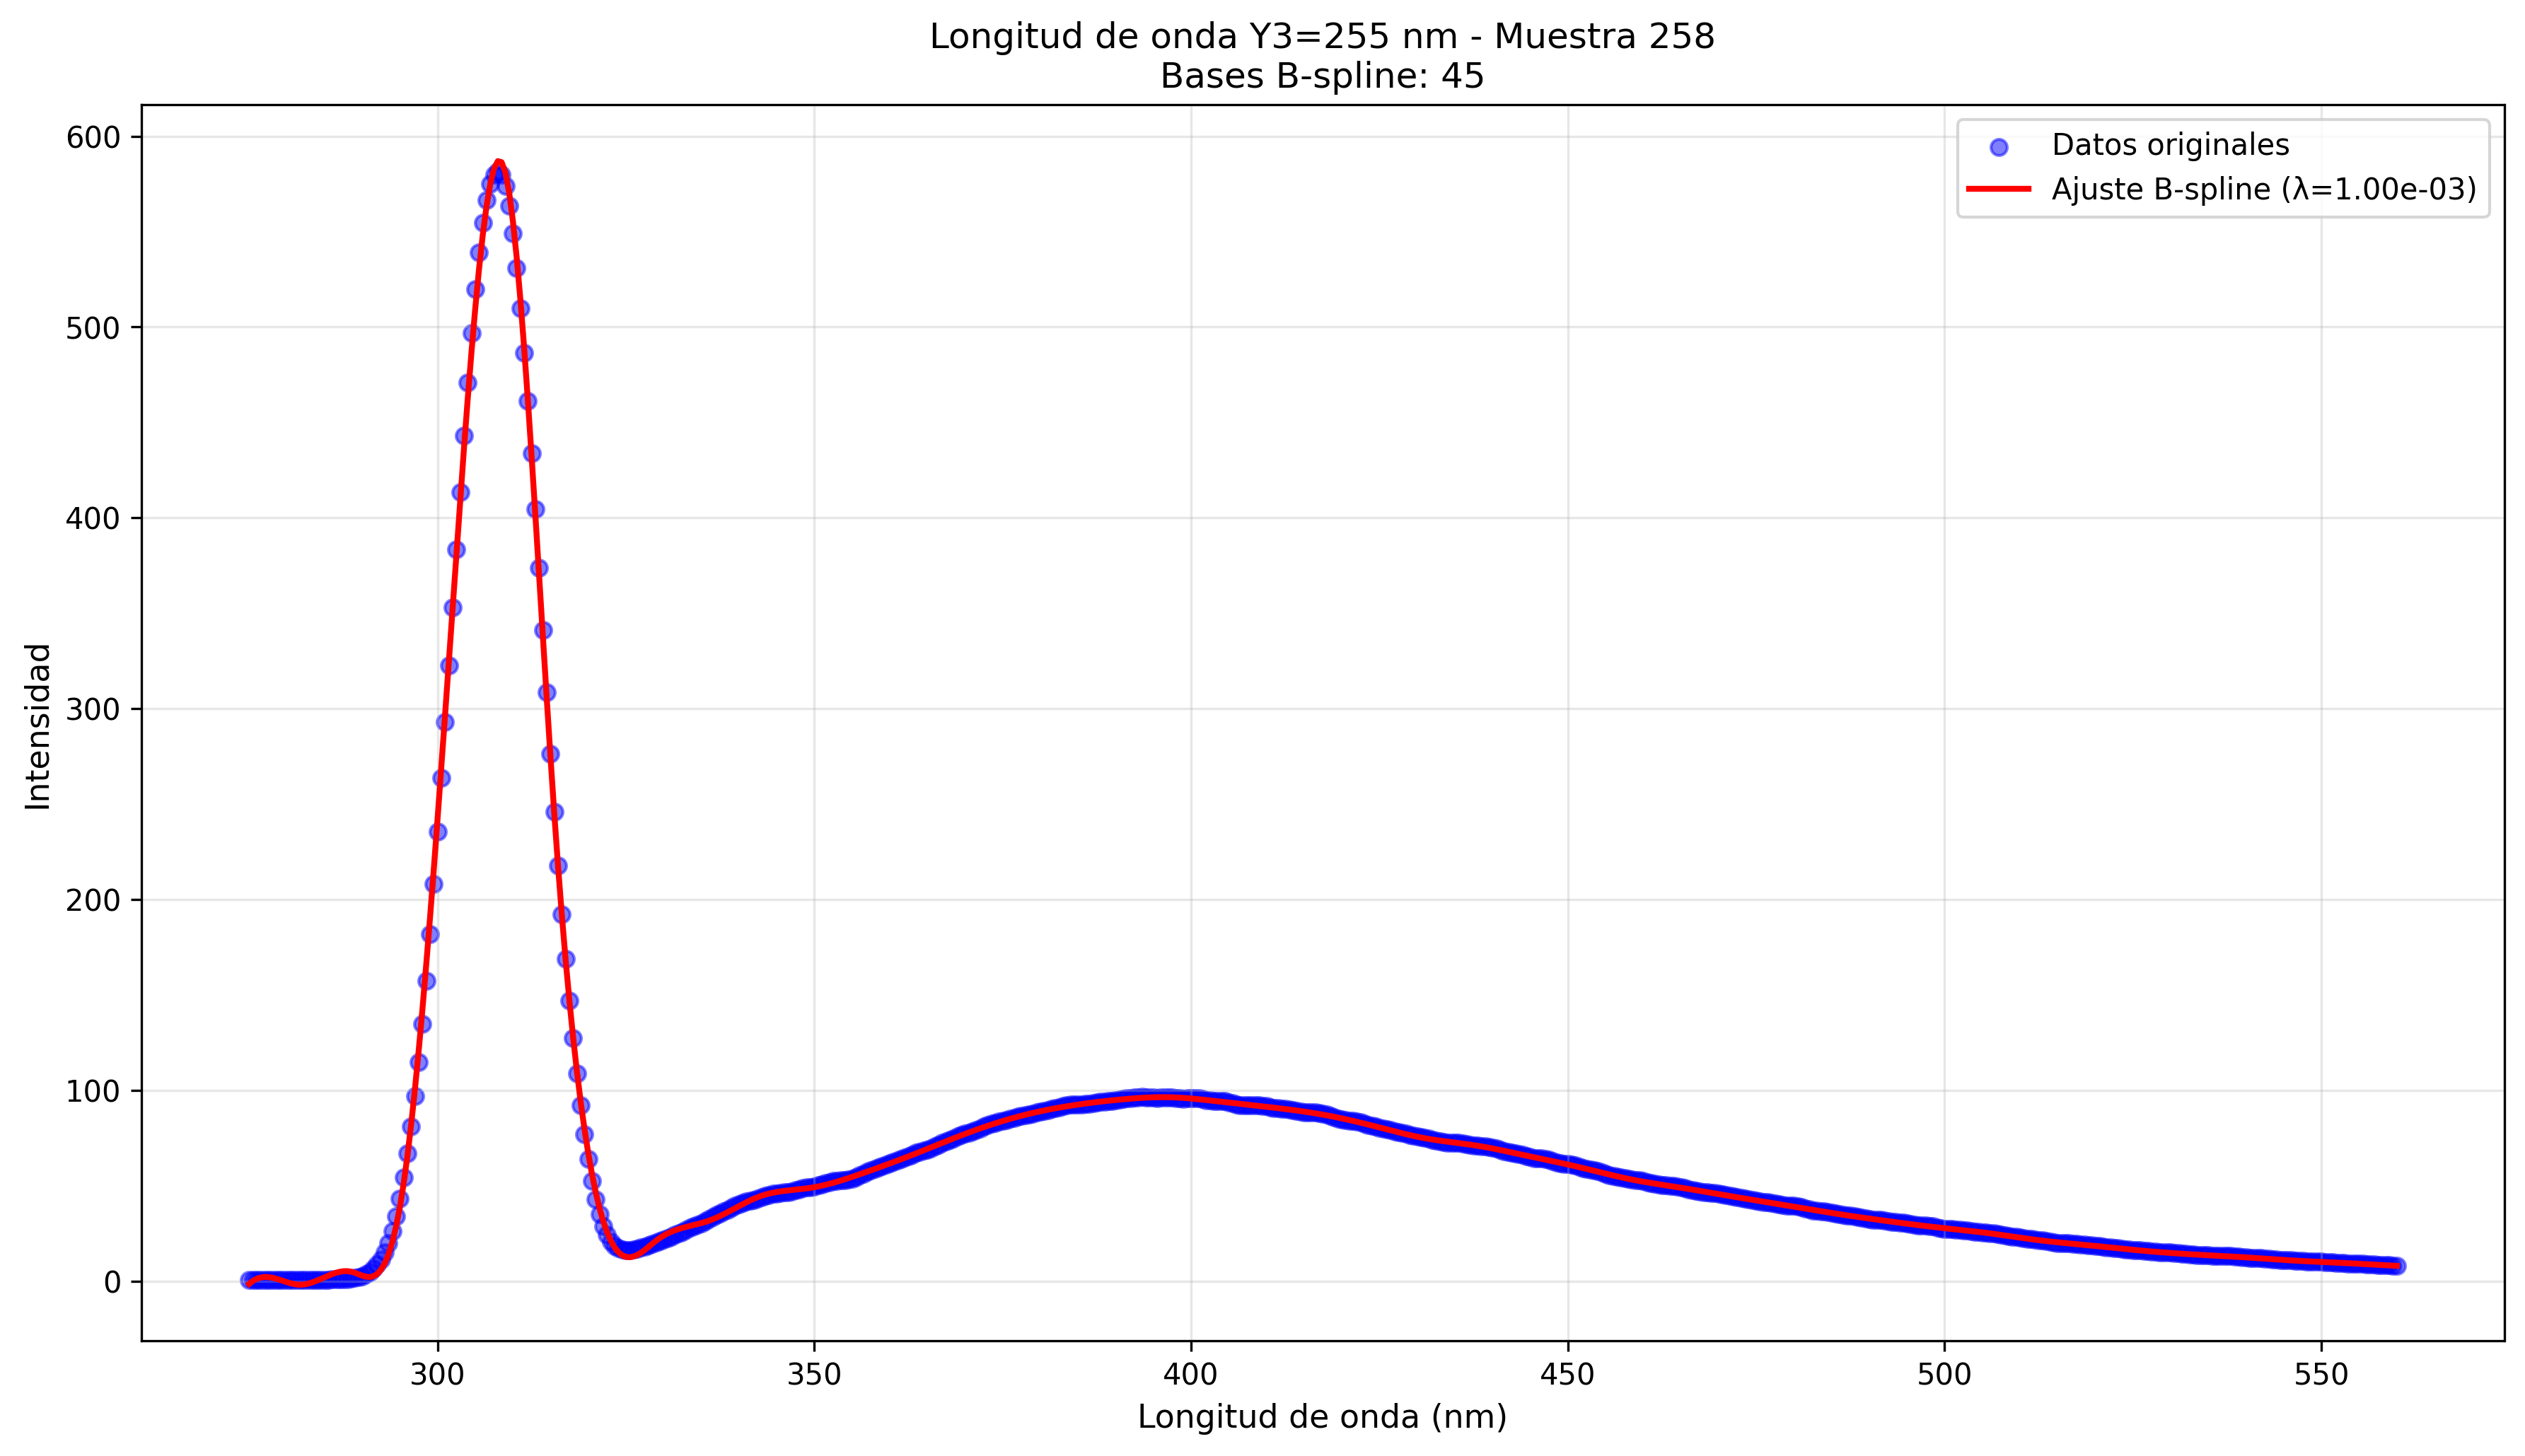 Longitud de onda Y3=255 nm - Muestra 258
Bases B-spline: 45
Datos originales
Ajuste B-spline (λ=1.00e-03)
Intensidad
600
500
400
300
200
100
0
300 350 400 450 500 550
Longitud de onda (nm)